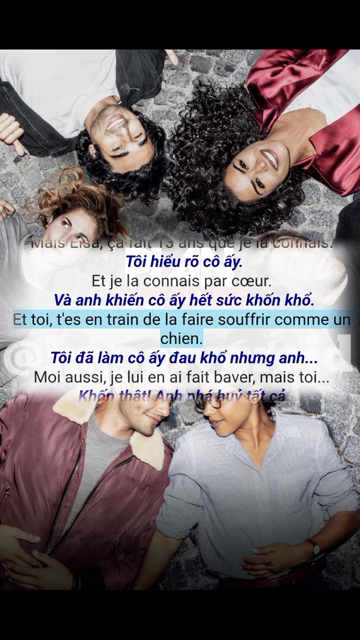 Mais Elsa, ça fait 13 ans que je la connais.
Tôi hiểu rõ cô ấy.
Et je la connais par cœur.
Và anh khiến cô ấy hết sức khốn khổ.
Et toi, t'es en train de la faire souffrir comme un
chien.
Tôi đã làm cô ấy đau khổ nhưng anh...
Moi aussi, je lui en ai fait baver, mais toi...
Khốn thật! Anh phá huỷ tất cả